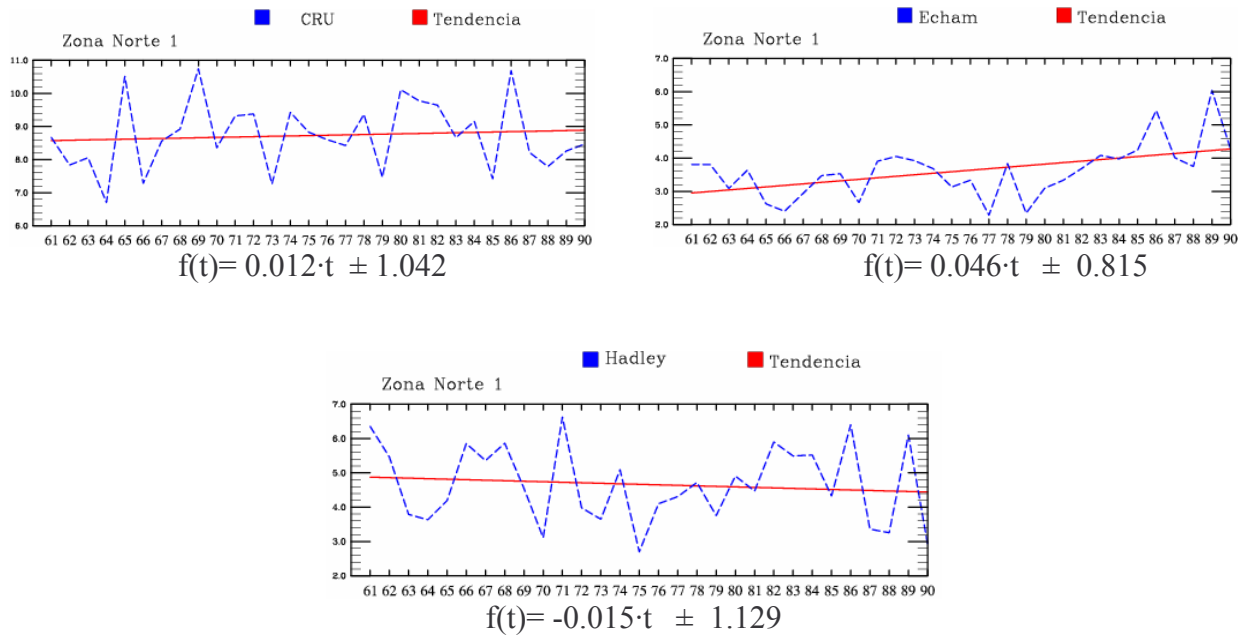 CRU Tendencia
Zona Norte 1
11.0
10.0
9.0
8.0
7.0
6.0
61 62 63 64 65 66 67 68 69 70 71 72 73 74 75 76 77 78 79 80 81 82 83 84 85 86 87 88 89 90
f(t)= 0.012·t ± 1.042
Echam Tendencia
Zona Norte 1
7.0
6.0
5.0
4.0
3.0
2.0
61 62 63 64 65 66 67 68 69 70 71 72 73 74 75 76 77 78 79 80 81 82 83 84 85 86 87 88 89 90
f(t)= 0.046·t ± 0.815
Hadley Tendencia
Zona Norte 1
7.0
6.0
5.0
4.0
3.0
2.0
61 62 63 64 65 66 67 68 69 70 71 72 73 74 75 76 77 78 79 80 81 82 83 84 85 86 87 88 89 90
f(t)= -0.015·t ± 1.129